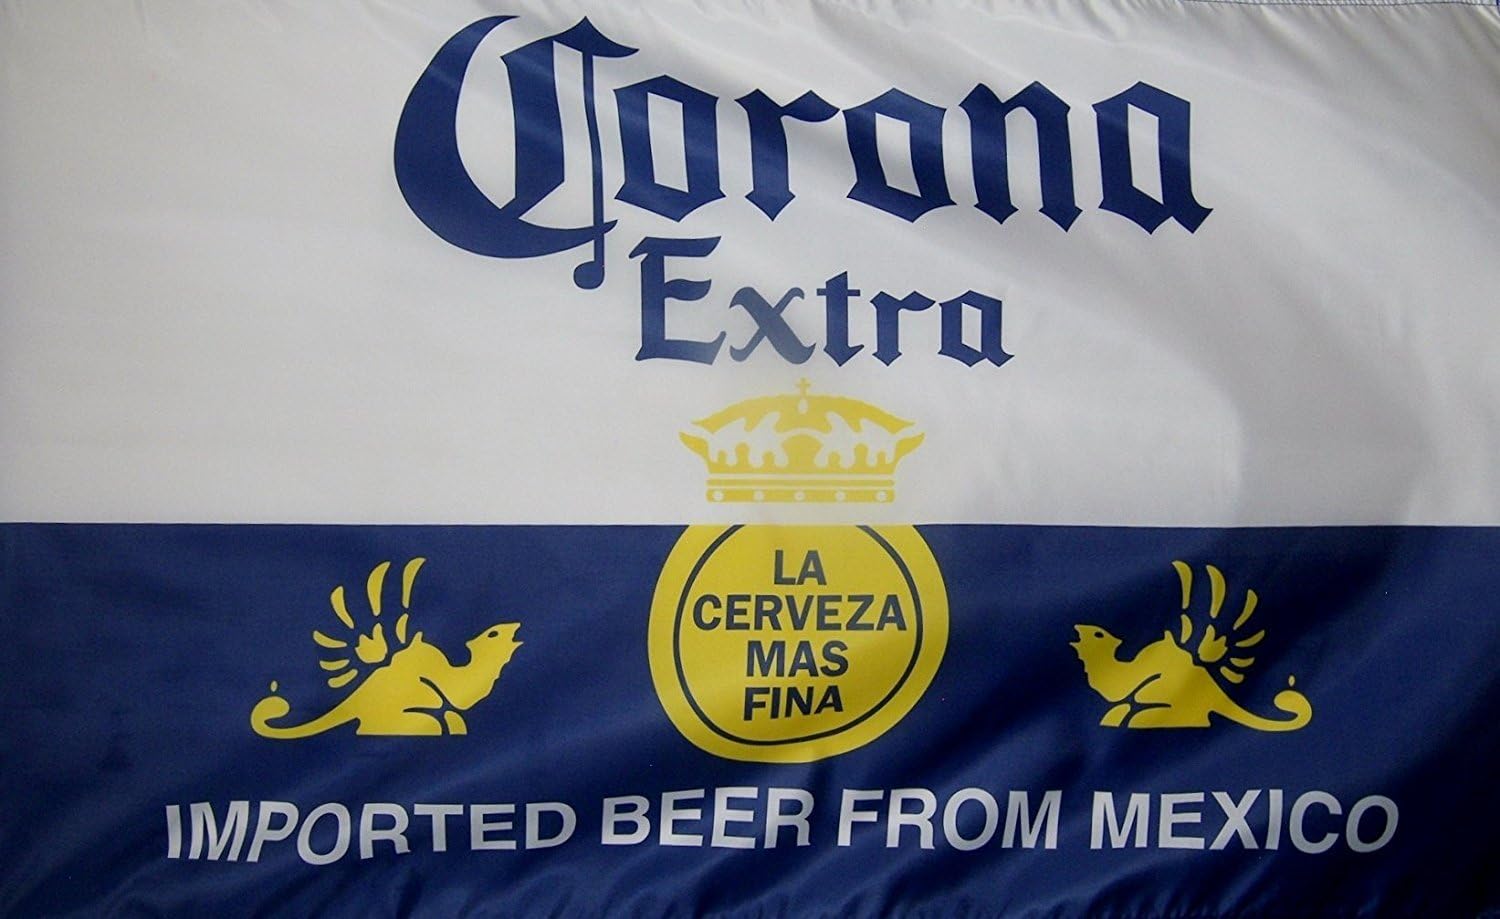 Corona
Extra
LA
CERVEZA
MAS
FINA
IMPORTED BEER FROM MEXICO